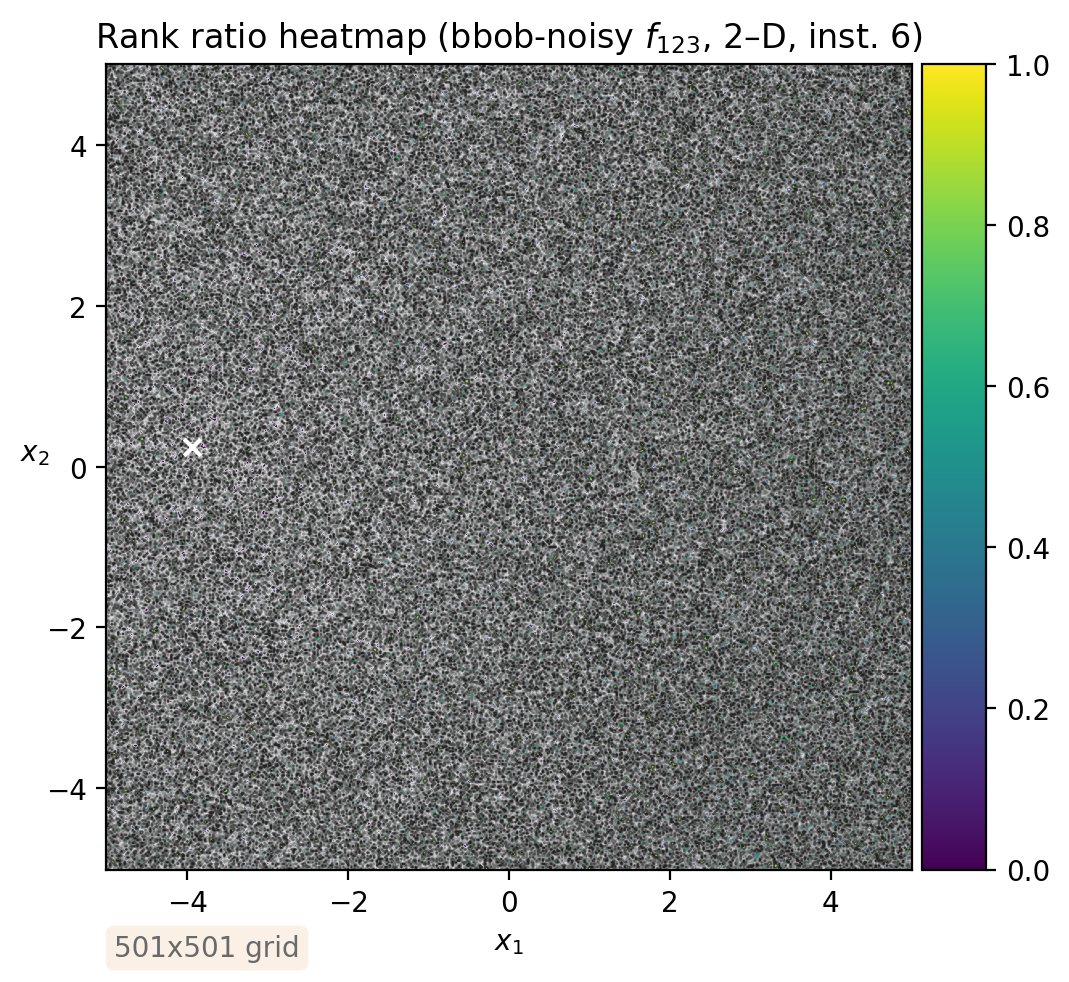 Rank ratio heatmap (bbob-noisy f₁₂₃, 2–D, inst. 6)
1.0
0.8
0.6
0.4
0.2
0.0
4
2
0
−2
−4
x₂
−4 −2 0 2 4
x₁
501x501 grid